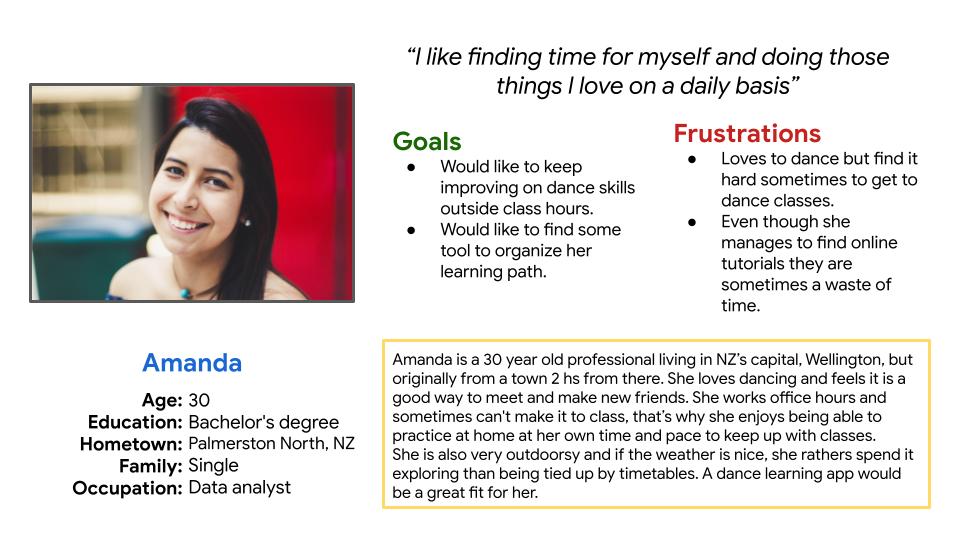 “I like finding time for myself and doing those
things I love on a daily basis”
Goals
● Would like to keep
improving on dance skills
outside class hours.
● Would like to find some
tool to organize her
learning path.
Frustrations
● Loves to dance but find it
hard sometimes to get to
dance classes.
● Even though she
manages to find online
tutorials they are
sometimes a waste of
time.
Amanda
Age: 30
Education: Bachelor's degree
Hometown: Palmerston North, NZ
Family: Single
Occupation: Data analyst
Amanda is a 30 year old professional living in NZ’s capital, Wellington, but
originally from a town 2 hs from there. She loves dancing and feels it is a
good way to meet and make new friends. She works office hours and
sometimes can't make it to class, that’s why she enjoys being able to
practice at home at her own time and pace to keep up with classes.
She is also very outdoorsy and if the weather is nice, she rathers spend it
exploring than being tied up by timetables. A dance learning app would
be a great fit for her.